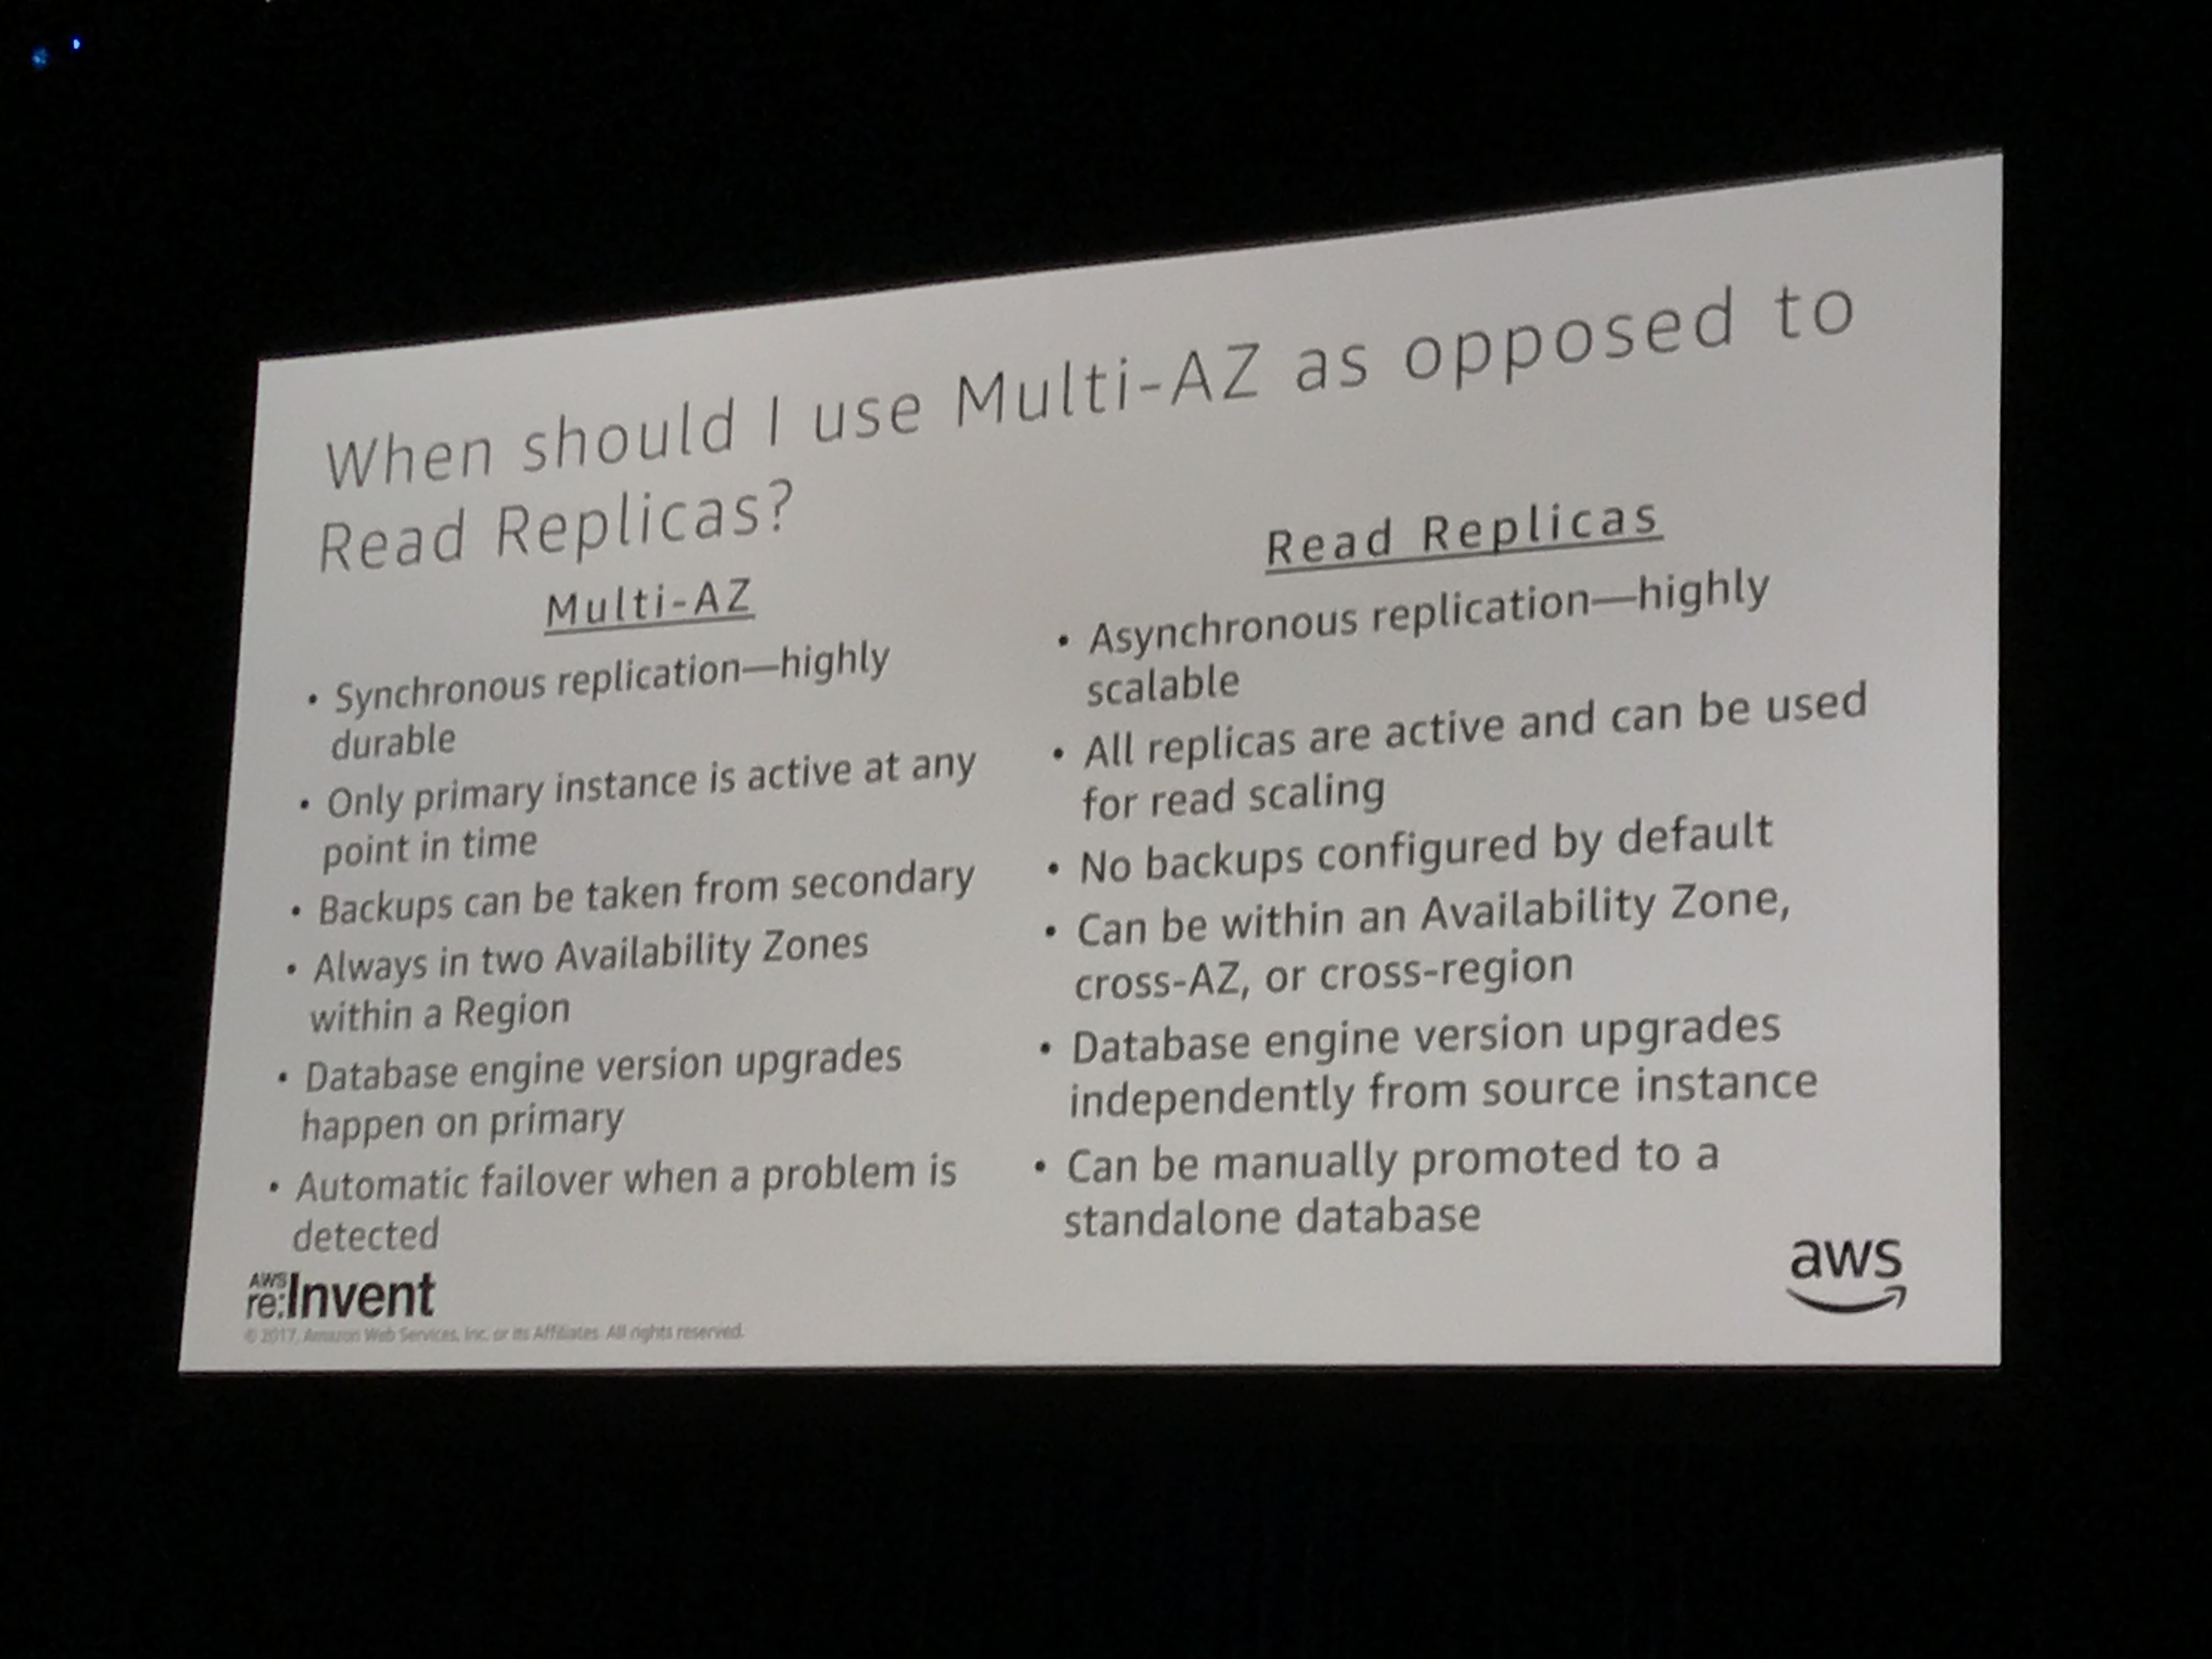 When should I use Multi-AZ as opposed to
Read Replicas?
Multi-AZ
• Synchronous replication—highly
durable
• Only primary instance is active at any
point in time
• Backups can be taken from secondary
• Always in two Availability Zones
within a Region
• Database engine version upgrades
happen on primary
• Automatic failover when a problem is
detected
Read Replicas
• Asynchronous replication—highly
scalable
• All replicas are active and can be used
for read scaling
• No backups configured by default
• Can be within an Availability Zone,
cross-AZ, or cross-region
• Database engine version upgrades
independently from source instance
• Can be manually promoted to a
standalone database
AWS
re:Invent
© 2017, Amazon Web Services, Inc. or its Affiliates. All rights reserved.
aws